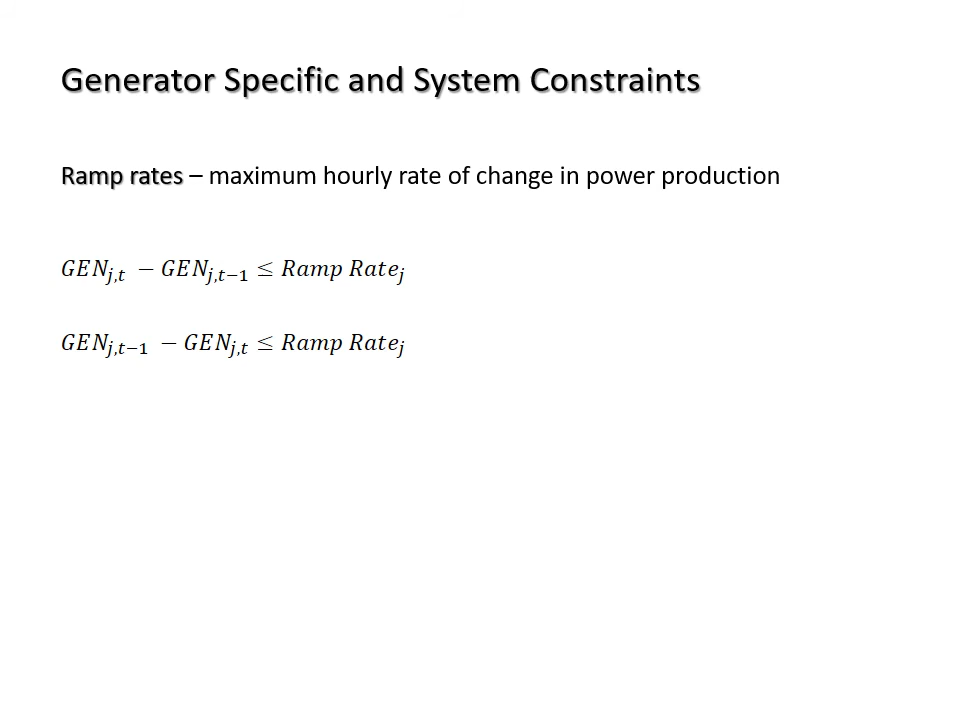 Generator Specific and System Constraints
Ramp rates – maximum hourly rate of change in power production
GEN_{j,t} − GEN_{j,t−1} ≤ Ramp Rate_j
GEN_{j,t−1} − GEN_{j,t} ≤ Ramp Rate_j